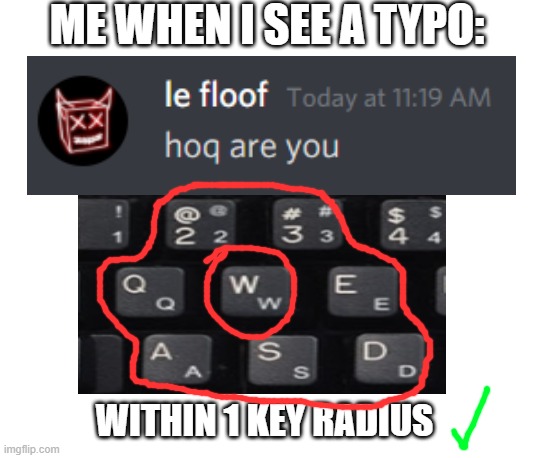 ME WHEN I SEE A TYPO:
le floof Today at 11:19 AM
hoq are you
! @ @ # # $ $
1 2 2 3 3 4 4
Q W E
Q W E
A S D
A S D
WITHIN 1 KEY RADIUS
imgflip.com